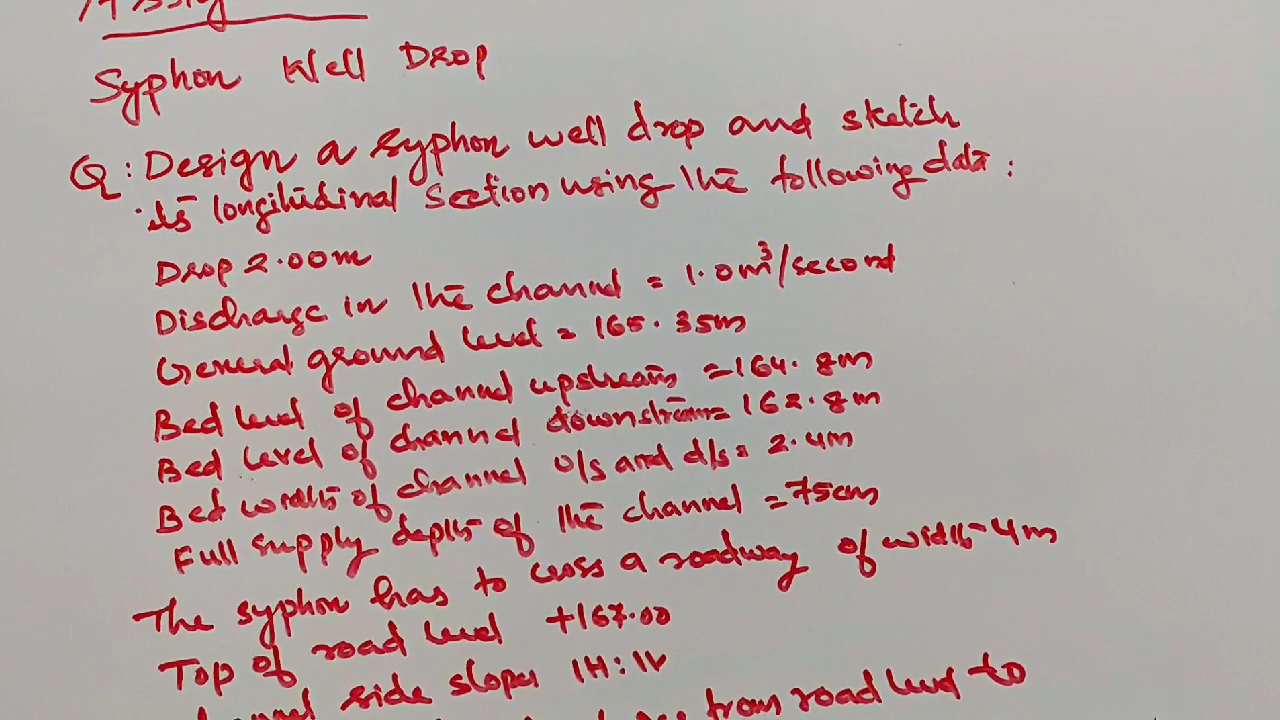 Syphon Well Drop
Q: Design a syphon well drop and sketch
its longitudinal section using the following data:
Drop 2.00m
Discharge in the channel = 1.0 m³/second
General ground level = 165.35m
Bed level of channel upstream = 164.8m
Bed level of channel downstream = 162.8m
Bed width of channel u/s and d/s = 2.4m
Full supply depth of the channel = 75cm
The syphon has to cross a roadway of width - 4m
Top of road level +167.00
side slopes 1H:1V
from road level to